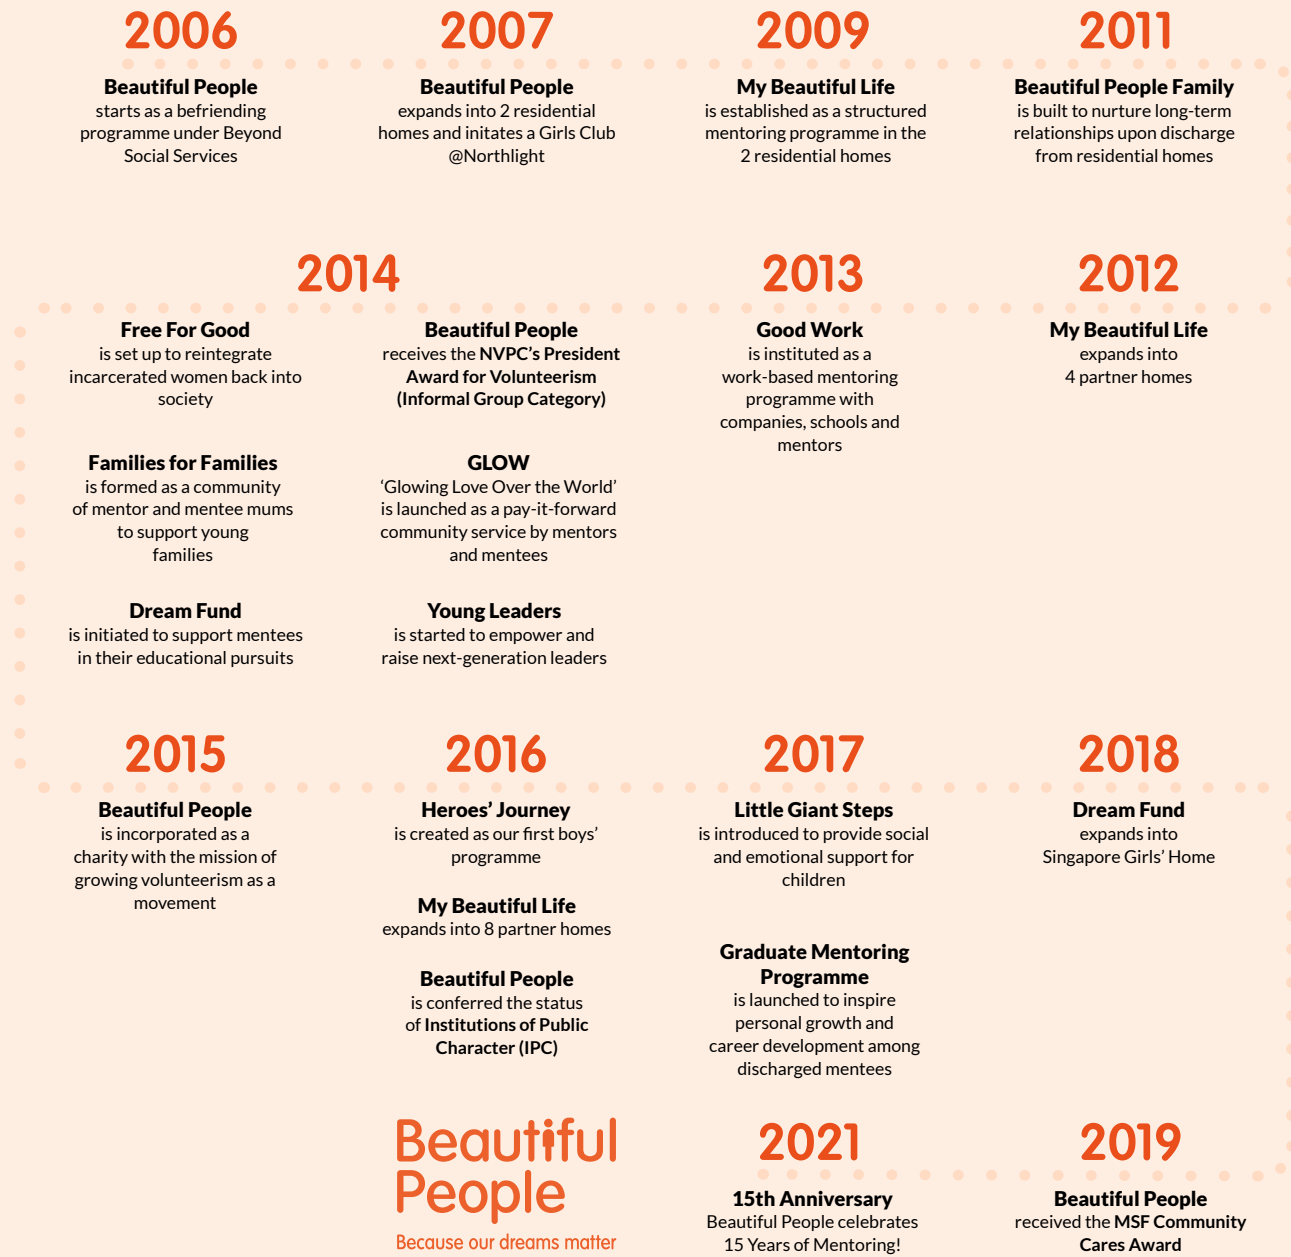 2006
Beautiful People
starts as a befriending
programme under Beyond
Social Services
2007
Beautiful People
expands into 2 residential
homes and initates a Girls Club
@Northlight
2009
My Beautiful Life
is established as a structured
mentoring programme in the
2 residential homes
2011
Beautiful People Family
is built to nurture long-term
relationships upon discharge
from residential homes
2012
My Beautiful Life
expands into
4 partner homes
2013
Good Work
is instituted as a
work-based mentoring
programme with
companies, schools and
mentors
2014
Free For Good
is set up to reintegrate
incarcerated women back into
society
Beautiful People
receives the NVPC’s President
Award for Volunteerism
(Informal Group Category)
Families for Families
is formed as a community
of mentor and mentee mums
to support young
families
GLOW
‘Glowing Love Over the World’
is launched as a pay-it-forward
community service by mentors
and mentees
Dream Fund
is initiated to support mentees
in their educational pursuits
Young Leaders
is started to empower and
raise next-generation leaders
2015
Beautiful People
is incorporated as a
charity with the mission of
growing volunteerism as a
movement
2016
Heroes’ Journey
is created as our first boys’
programme
My Beautiful Life
expands into 8 partner homes
Beautiful People
is conferred the status
of Institutions of Public
Character (IPC)
2017
Little Giant Steps
is introduced to provide social
and emotional support for
children
Graduate Mentoring
Programme
is launched to inspire
personal growth and
career development among
discharged mentees
2018
Dream Fund
expands into
Singapore Girls’ Home
2019
Beautiful People
received the MSF Community
Cares Award
2021
15th Anniversary
Beautiful People celebrates
15 Years of Mentoring!
Beautiful
People
Because our dreams matter